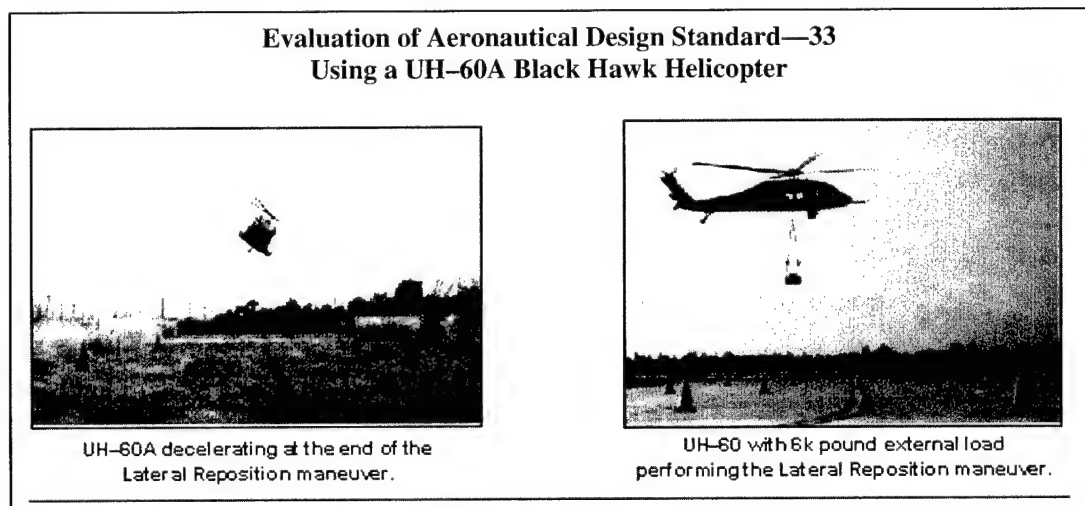 Evaluation of Aeronautical Design Standard—33
Using a UH–60A Black Hawk Helicopter
UH–60A decelerating at the end of the
Lateral Reposition maneuver.
UH–60 with 6k pound external load
performing the Lateral Reposition maneuver.